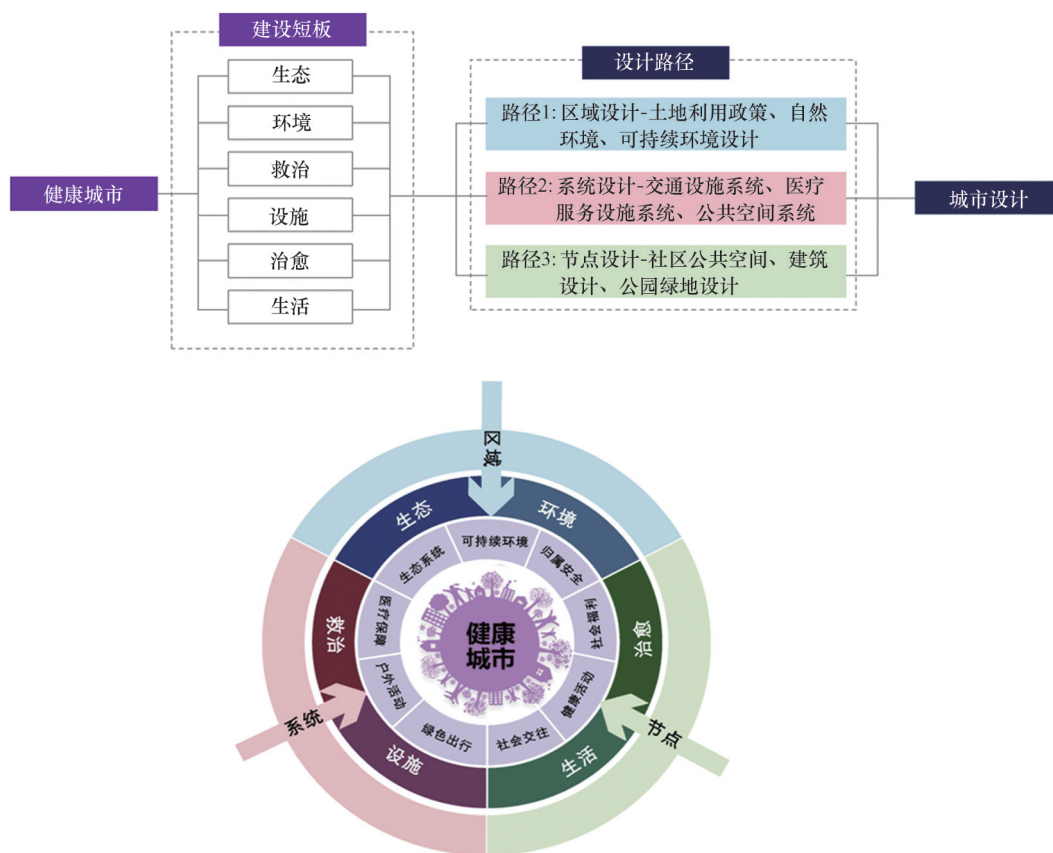 建设短板
生态
环境
救治
设施
治愈
生活
健康城市
设计路径
路径1: 区域设计-土地利用政策、自然
环境、可持续环境设计
路径2: 系统设计-交通设施系统、医疗
服务设施系统、公共空间系统
路径3: 节点设计-社区公共空间、建筑
设计、公园绿地设计
城市设计
区域
生态
环境
可持续环境
生态系统
归属安全
医疗保障
社会福利
救治
治愈
健康
城市
户外活动
健康活动
系统
节点
绿色出行
社会交往
设施
生活